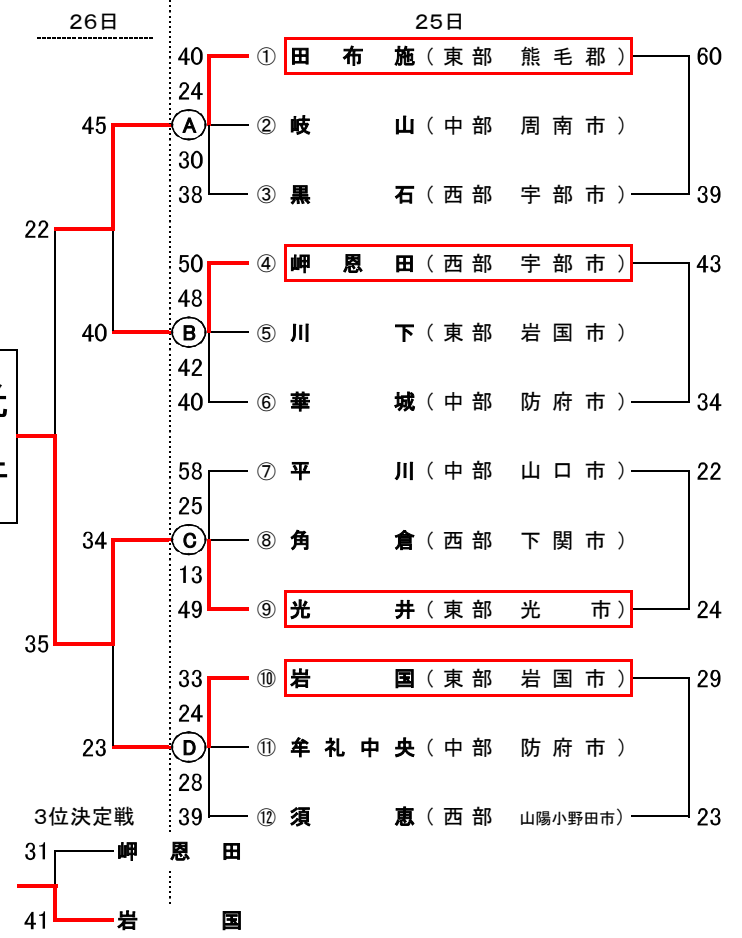 26日 25日
40 ① 田布施（東部 熊毛郡） 60
24
45 A ② 岐山（中部 周南市）
30
38 ③ 黒石（西部 宇部市） 39
22
50 ④ 岬恩田（西部 宇部市） 43
48
40 B ⑤ 川下（東部 岩国市）
42
40 ⑥ 華城（中部 防府市） 34
58 ⑦ 平川（中部 山口市） 22
25
34 C ⑧ 角倉（西部 下関市）
13
49 ⑨ 光井（東部 光市） 24
35
33 ⑩ 岩国（東部 岩国市） 29
24
23 D ⑪ 牟礼中央（中部 防府市）
28
3位決定戦 39 ⑫ 須恵（西部 山陽小野田市） 23
31 岬恩田
41 岩国